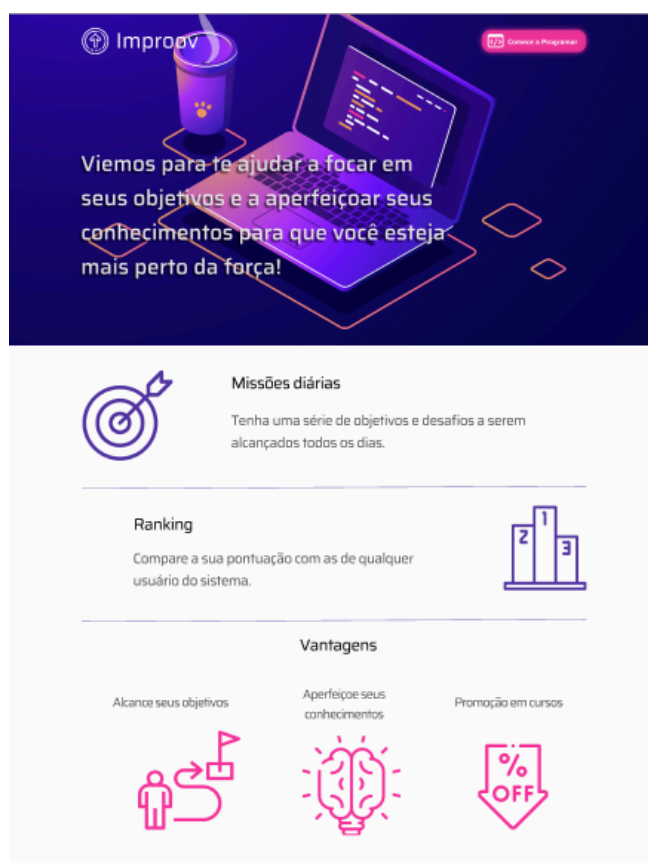 Improov
</> Comece a Programar
Viemos para te ajudar a focar em
seus objetivos e a aperfeiçoar seus
conhecimentos para que você esteja
mais perto da força!
Missões diárias
Tenha uma série de objetivos e desafios a serem
alcançados todos os dias.
Ranking
Compare a sua pontuação com as de qualquer
usuário do sistema.
2 1 3
Vantagens
Alcance seus objetivos
Aperfeiçoe seus
conhecimentos
Promoção em cursos
%
OFF